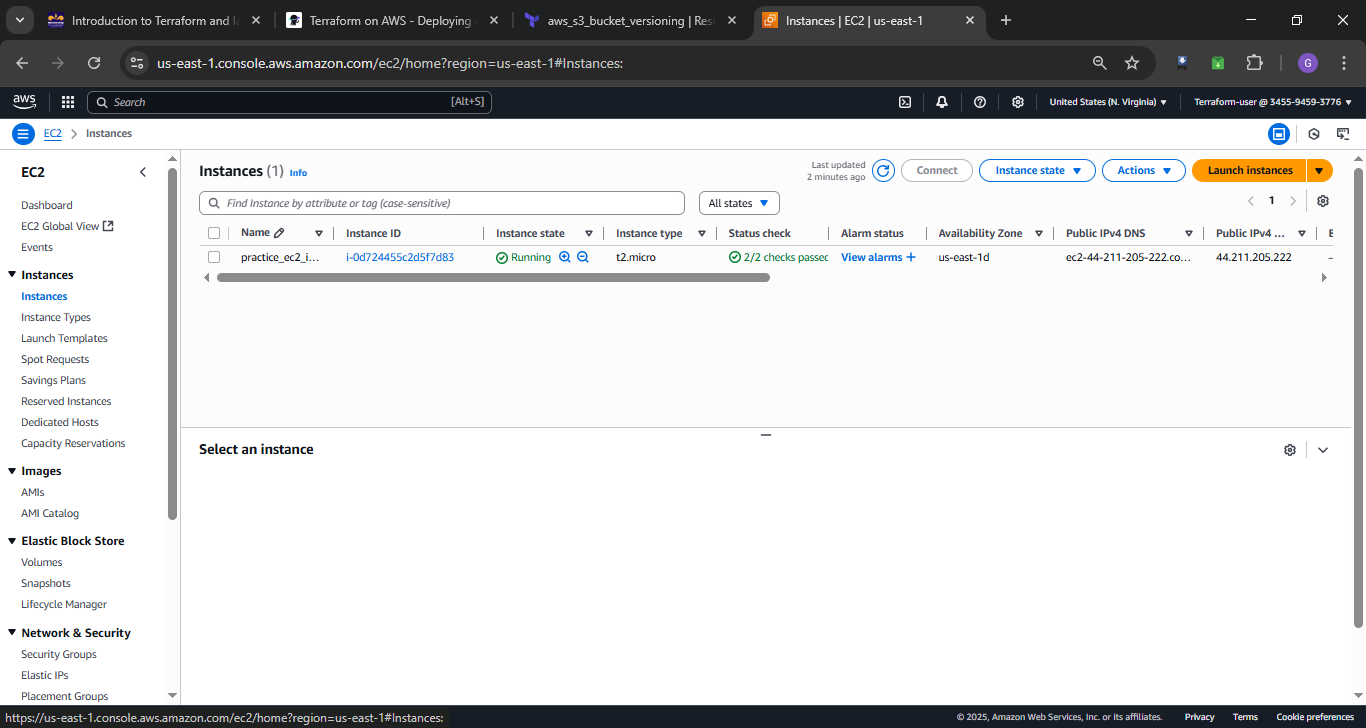 Introduction to Terraform and I
Terraform on AWS - Deploying
aws_s3_bucket_versioning | Res
Instances | EC2 | us-east-1
us-east-1.console.aws.amazon.com/ec2/home?region=us-east-1#Instances:
G
aws
Search
[Alt+S]
United States (N. Virginia)
Terraform-user @ 3455-9459-3776
EC2 > Instances
EC2
Dashboard
EC2 Global View
Events
Instances
Instances
Instance Types
Launch Templates
Spot Requests
Savings Plans
Reserved Instances
Dedicated Hosts
Capacity Reservations
Images
AMIs
AMI Catalog
Elastic Block Store
Volumes
Snapshots
Lifecycle Manager
Network & Security
Security Groups
Elastic IPs
Placement Groups
Instances (1) Info
Last updated
2 minutes ago
Connect
Instance state
Actions
Launch instances
Find Instance by attribute or tag (case-sensitive)
All states
1
Name Instance ID Instance state Instance type Status check Alarm status Availability Zone Public IPv4 DNS Public IPv4 ... E
practice_ec2_i... i-0d724455c2d5f7d83 Running t2.micro 2/2 checks passed View alarms + us-east-1d ec2-44-211-205-222.co... 44.211.205.222 –
Select an instance
https://us-east-1.console.aws.amazon.com/ec2/home?region=us-east-1#Instances:
© 2025, Amazon Web Services, Inc. or its affiliates.
Privacy
Terms
Cookie preferences